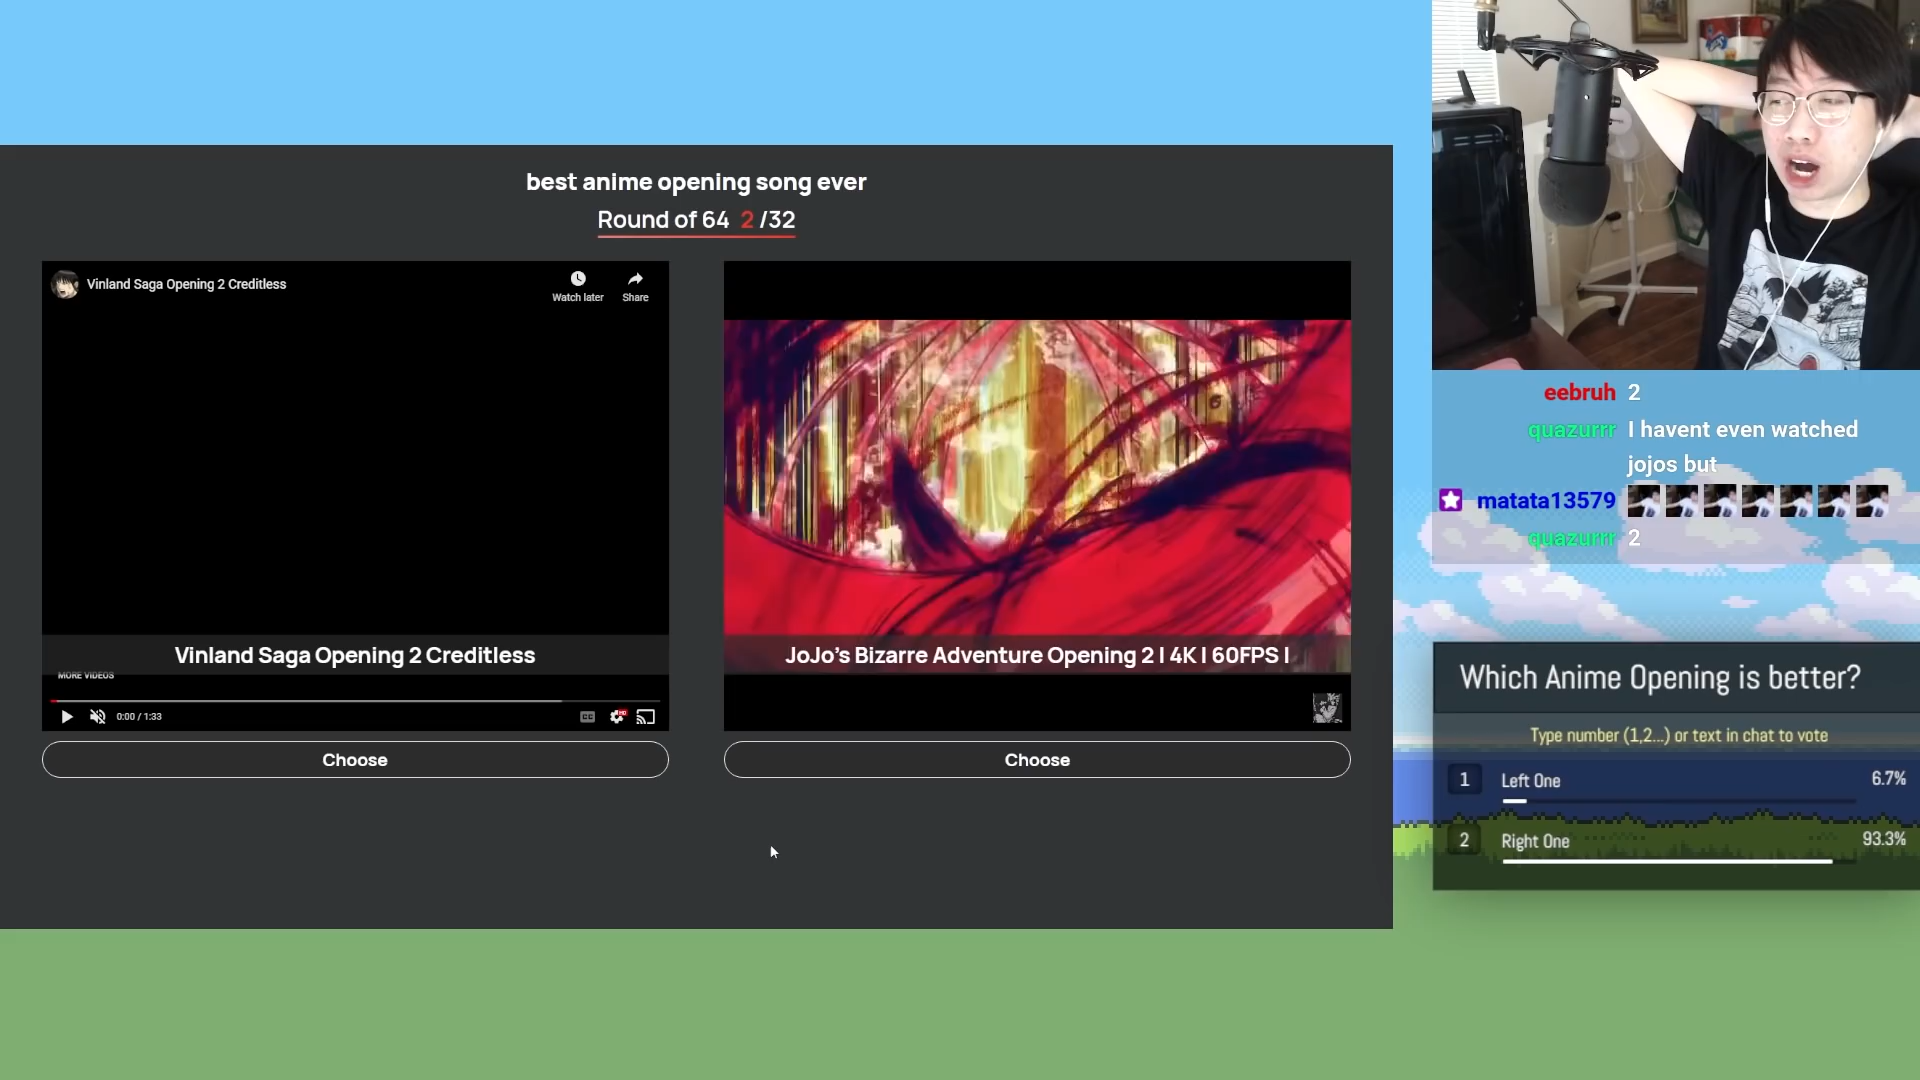 best anime opening song ever
Round of 64 2 /32
Vinland Saga Opening 2 Creditless
Watch later
Share
Vinland Saga Opening 2 Creditless
MORE VIDEOS
0:00 / 1:33
CC
HD
Choose
JoJo's Bizarre Adventure Opening 2 | 4K | 60FPS |
Choose
eebruh 2
quazurrr I havent even watched
jojos but
matata13579
quazurrr 2
Which Anime Opening is better?
Type number (1,2...) or text in chat to vote
1 Left One 6.7%
2 Right One 93.3%